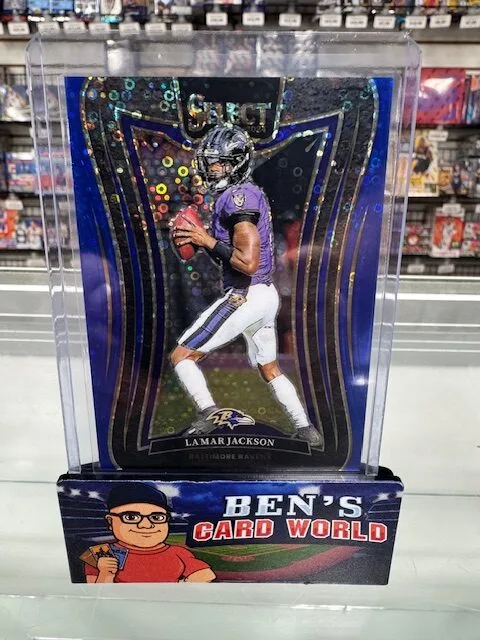 SELECT
LAMAR JACKSON
BALTIMORE RAVENS
BEN'S
CARD WORLD